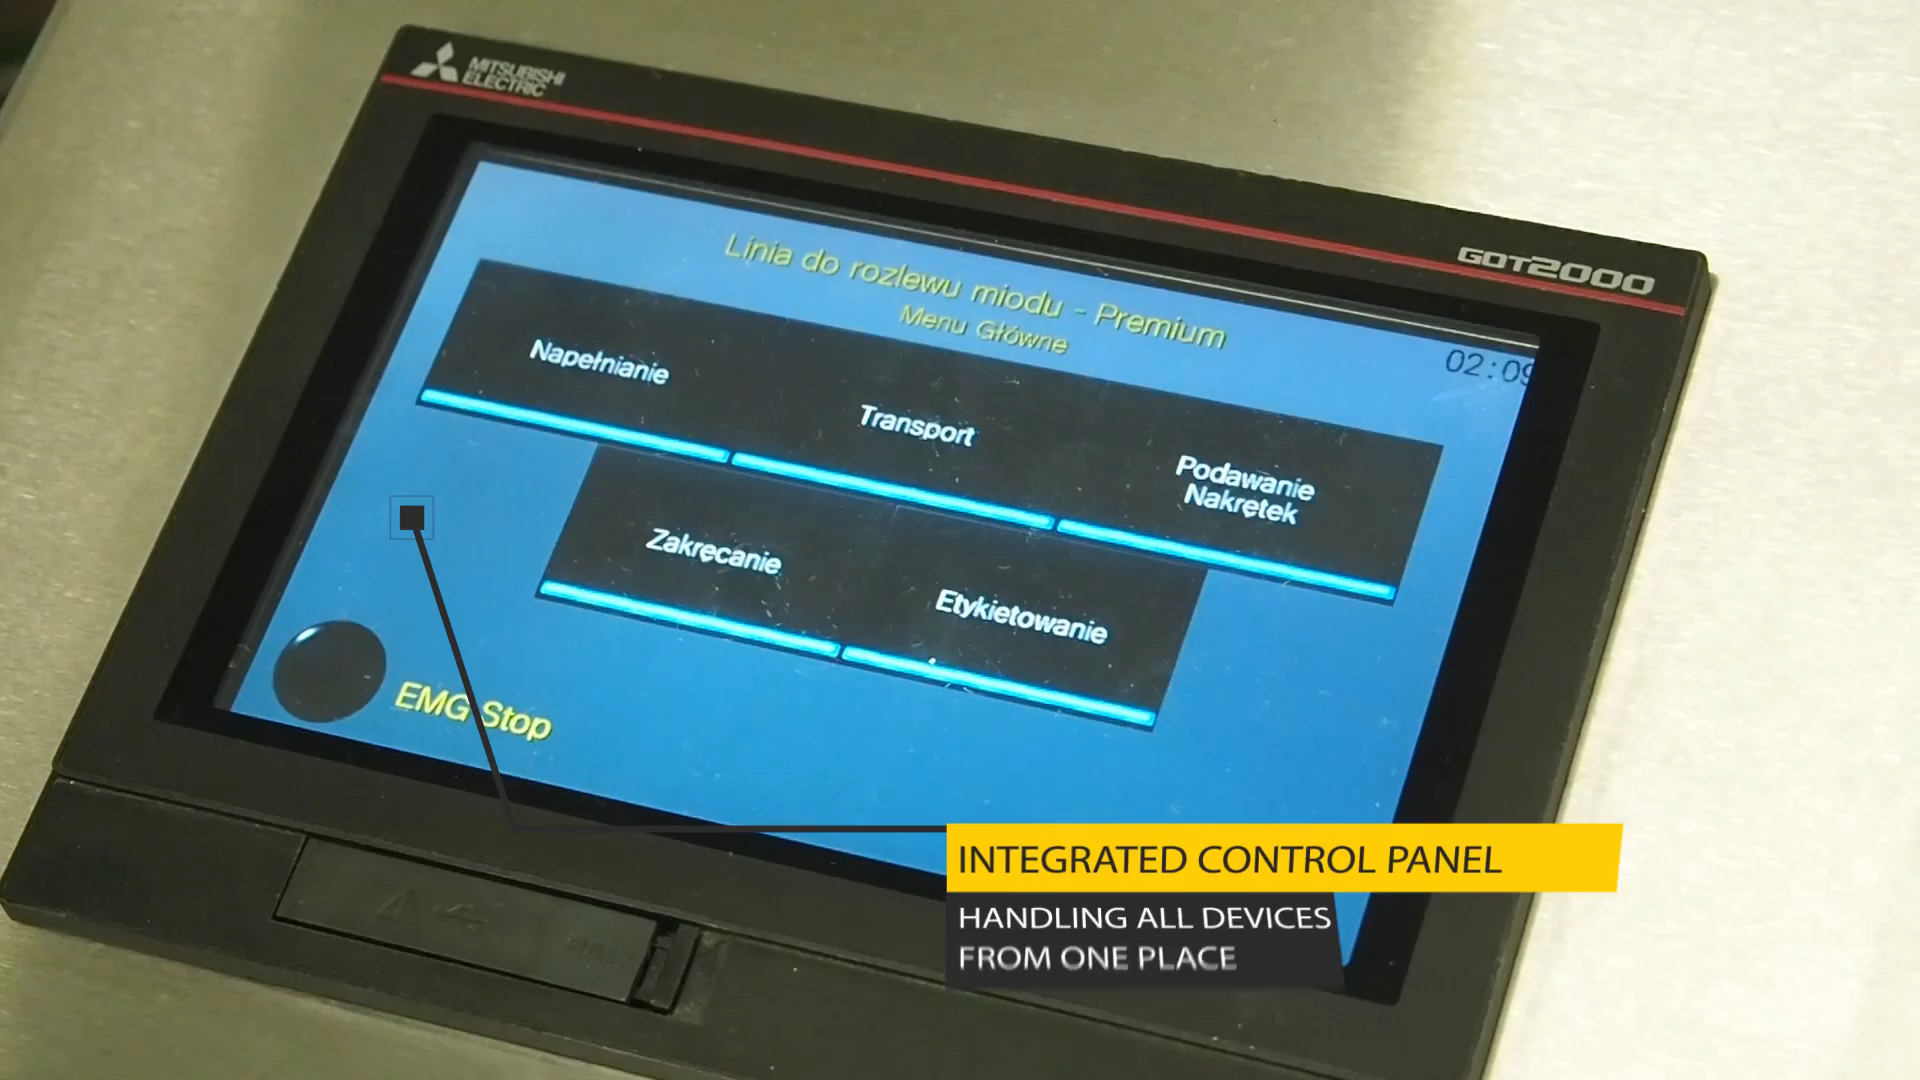 MITSUBISHI
ELECTRIC
GOT2000
Linia do rozlewu miodu - Premium
Menu Główne
02:09
Napełnianie
Transport
Podawanie
Nakrętek
Zakręcanie
Etykietowanie
EMG Stop
INTEGRATED CONTROL PANEL
HANDLING ALL DEVICES
FROM ONE PLACE